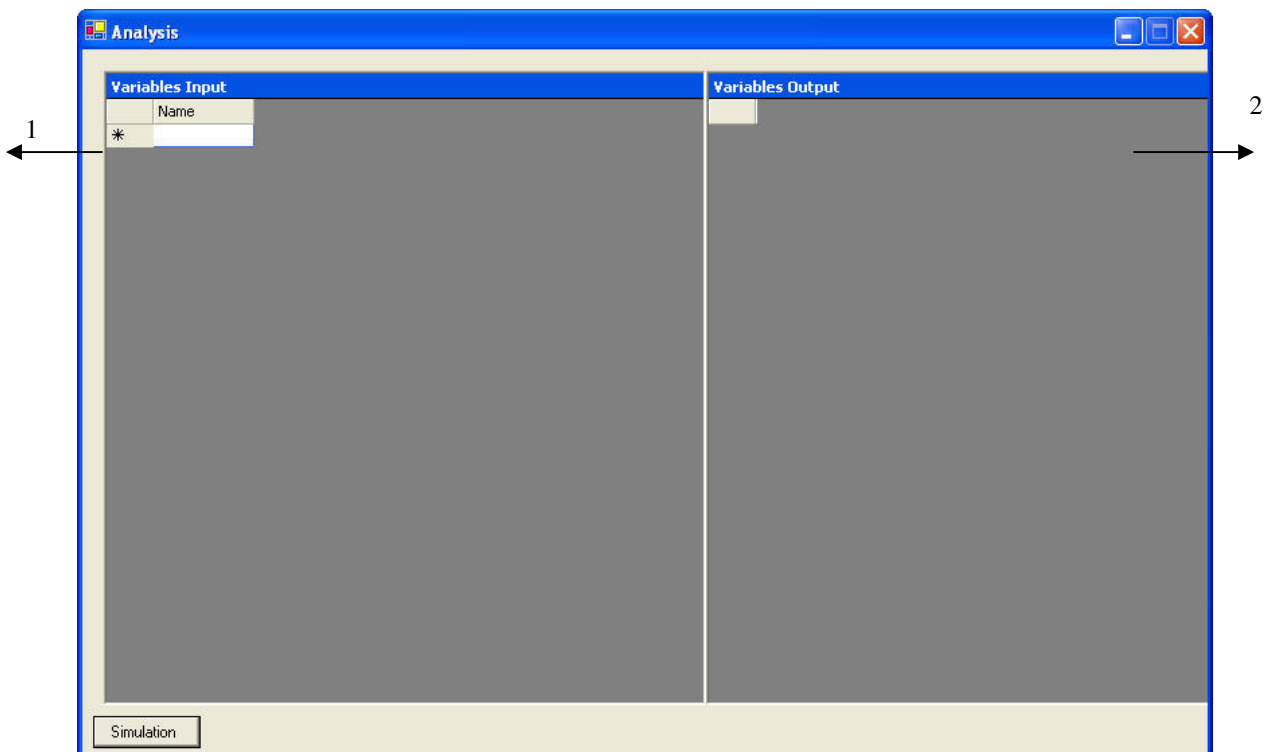 Analysis
Variables Input
Variables Output
Name
1
2
Simulation